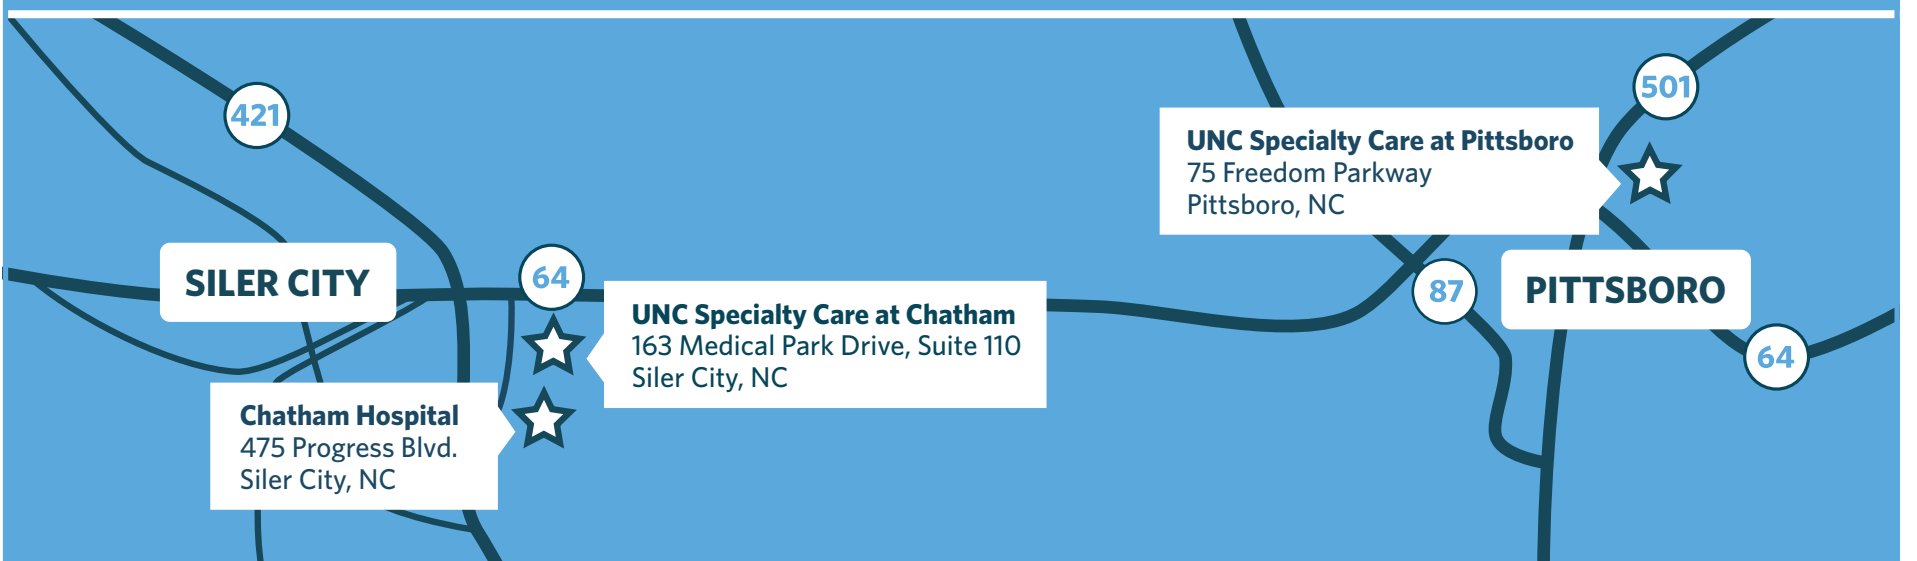 421
501
UNC Specialty Care at Pittsboro
75 Freedom Parkway
Pittsboro, NC
SILER CITY
64
UNC Specialty Care at Chatham
163 Medical Park Drive, Suite 110
Siler City, NC
87
PITTSBORO
64
Chatham Hospital
475 Progress Blvd.
Siler City, NC